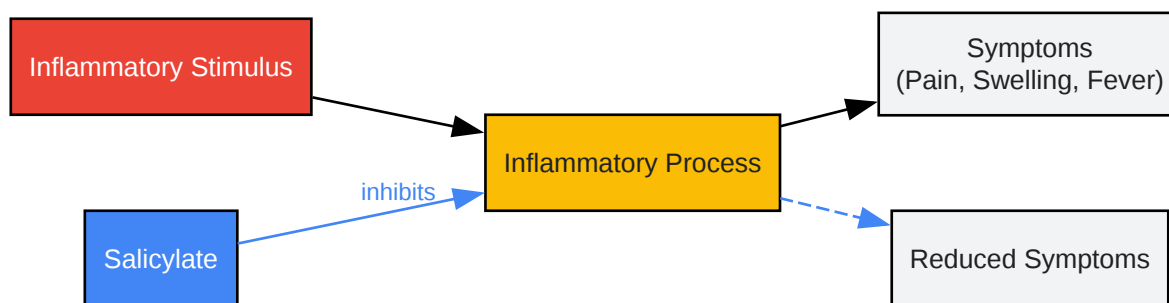 Inflammatory Stimulus
Symptoms
(Pain, Swelling, Fever)
Inflammatory Process
inhibits
Salicylate
Reduced Symptoms